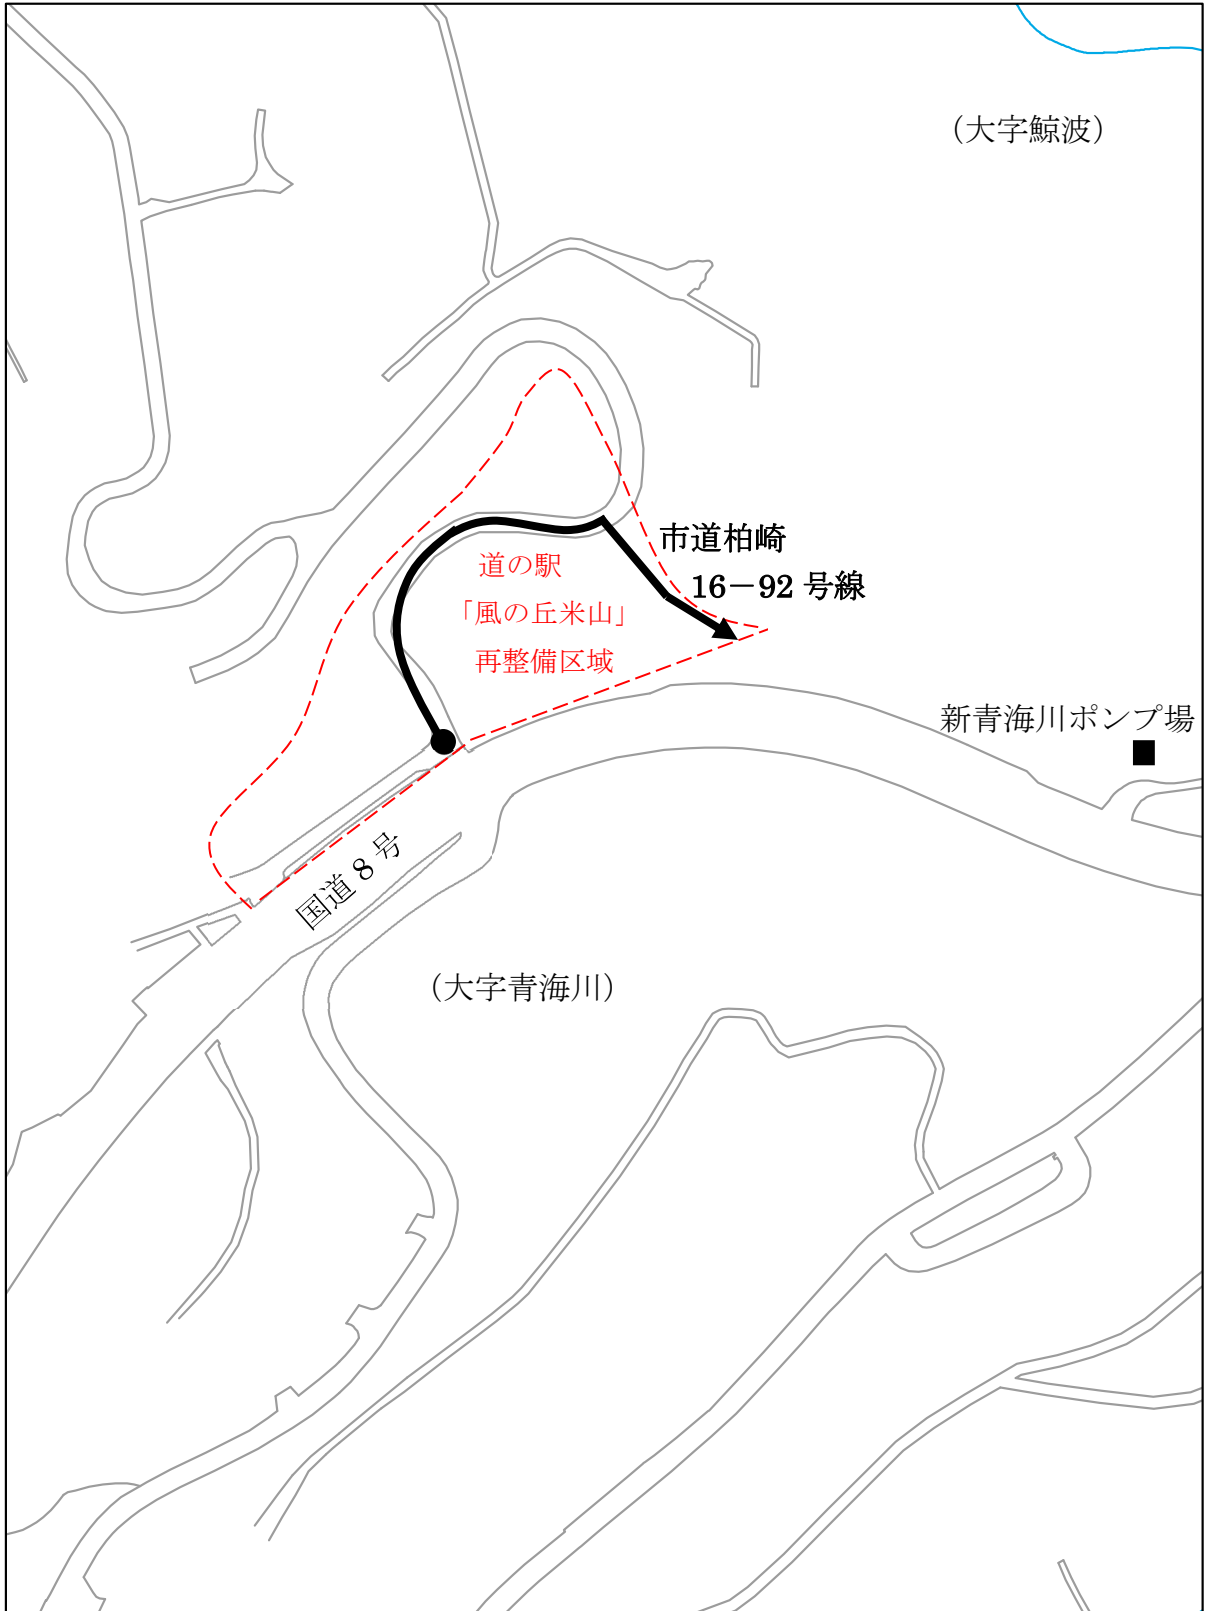 （大字鯨波）
市道柏崎
16－92 号線
道の駅
「風の丘米山」
再整備区域
新青海川ポンプ場
国道 8 号
（大字青海川）